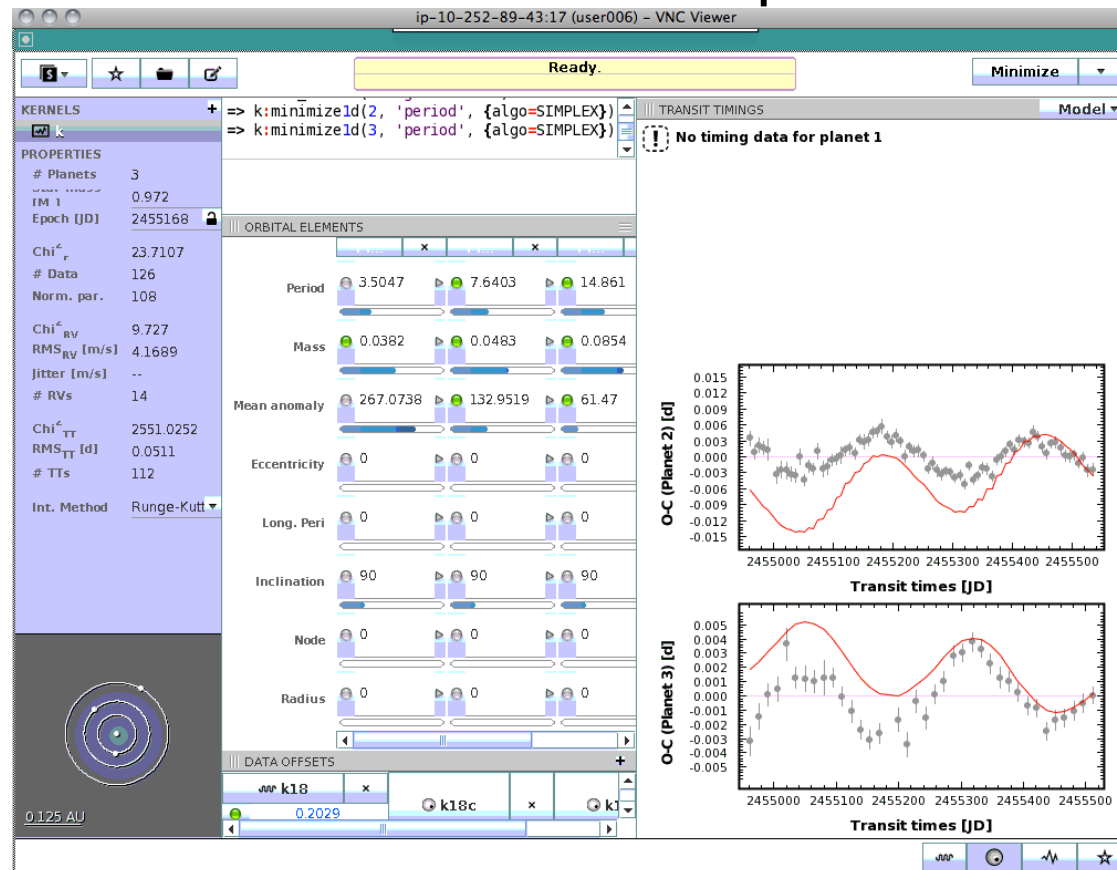 ip-10-252-89-43:17 (user006) – VNC Viewer
Ready.
Minimize
KERNELS +
k
PROPERTIES
# Planets 3
[M ] 0.972
Epoch [JD] 2455168
Chi²r 23.7107
# Data 126
Norm. par. 108
Chi²RV 9.727
RMSRV [m/s] 4.1689
Jitter [m/s] --
# RVs 14
Chi²TT 2551.0252
RMSTT [d] 0.0511
# TTs 112
Int. Method Runge-Kutt
0.125 AU
=> k:minimize1d(2, 'period', {algo=SIMPLEX})
=> k:minimize1d(3, 'period', {algo=SIMPLEX})
ORBITAL ELEMENTS
x x
Period 3.5047 7.6403 14.861
Mass 0.0382 0.0483 0.0854
Mean anomaly 267.0738 132.9519 61.47
Eccentricity 0 0 0
Long. Peri 0 0 0
Inclination 90 90 90
Node 0 0 0
Radius 0 0 0
DATA OFFSETS +
k18 x k18c x k1
0.2029
TRANSIT TIMINGS Model
No timing data for planet 1
O-C (Planet 2) [d]
0.015
0.012
0.009
0.006
0.003
0.000
-0.003
-0.006
-0.009
-0.012
-0.015
2455000 2455100 2455200 2455300 2455400 2455500
Transit times [JD]
O-C (Planet 3) [d]
0.005
0.004
0.003
0.002
0.001
0.000
-0.001
-0.002
-0.003
-0.004
-0.005
2455000 2455100 2455200 2455300 2455400 2455500
Transit times [JD]